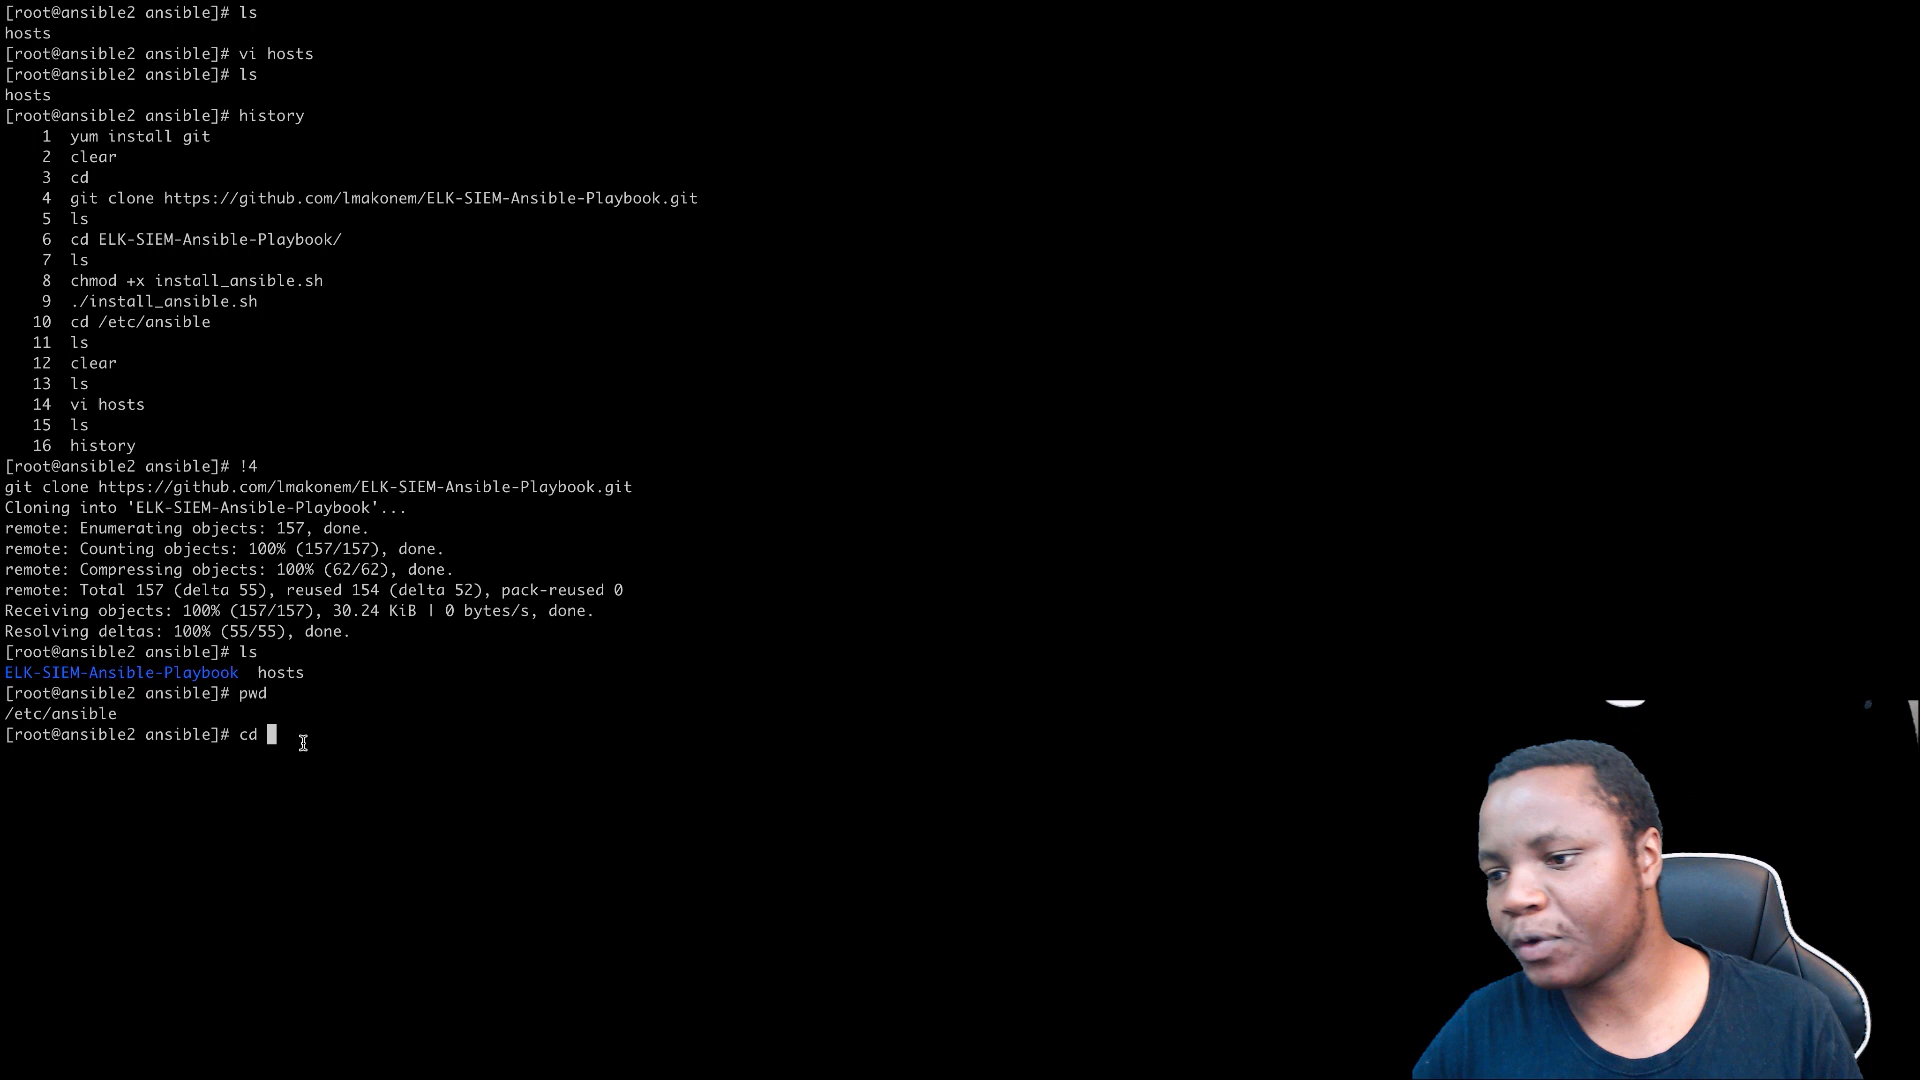 [root@ansible2 ansible]# ls
hosts
[root@ansible2 ansible]# vi hosts
[root@ansible2 ansible]# ls
hosts
[root@ansible2 ansible]# history
    1  yum install git
    2  clear
    3  cd
    4  git clone https://github.com/lmakonem/ELK-SIEM-Ansible-Playbook.git
    5  ls
    6  cd ELK-SIEM-Ansible-Playbook/
    7  ls
    8  chmod +x install_ansible.sh
    9  ./install_ansible.sh
   10  cd /etc/ansible
   11  ls
   12  clear
   13  ls
   14  vi hosts
   15  ls
   16  history
[root@ansible2 ansible]# !4
git clone https://github.com/lmakonem/ELK-SIEM-Ansible-Playbook.git
Cloning into 'ELK-SIEM-Ansible-Playbook'...
remote: Enumerating objects: 157, done.
remote: Counting objects: 100% (157/157), done.
remote: Compressing objects: 100% (62/62), done.
remote: Total 157 (delta 55), reused 154 (delta 52), pack-reused 0
Receiving objects: 100% (157/157), 30.24 KiB | 0 bytes/s, done.
Resolving deltas: 100% (55/55), done.
[root@ansible2 ansible]# ls
ELK-SIEM-Ansible-Playbook  hosts
[root@ansible2 ansible]# pwd
/etc/ansible
[root@ansible2 ansible]# cd